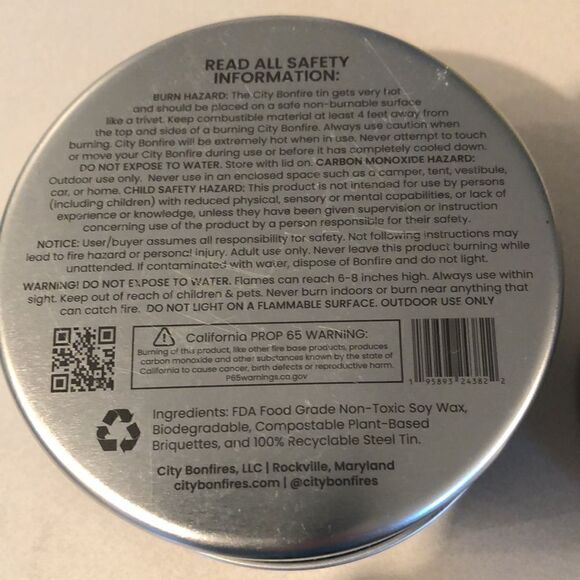 READ ALL SAFETY
INFORMATION:
BURN HAZARD: The City Bonfire tin gets very hot
and should be placed on a safe non-burnable surface
like a trivet. Keep combustible material at least 4 feet away from
the top and sides of a burning City Bonfire. Always use caution when
burning. City Bonfire will be extremely hot when in use. Never attempt to touch
or move your City Bonfire during use or before it has completely cooled down.
DO NOT EXPOSE TO WATER. Store with lid on. CARBON MONOXIDE HAZARD:
Outdoor use only. Never use in an enclosed space such as a camper, tent, vestibule,
car, or home. CHILD SAFETY HAZARD: This product is not intended for use by persons
(including children) with reduced physical, sensory or mental capabilities, or lack of
experience or knowledge, unless they have been given supervision or instruction
concerning use of the product by a person responsible for their safety.
NOTICE: User/buyer assumes all responsibility for safety. Not following instructions may
lead to fire hazard or personal injury. Adult use only. Never leave this product burning while
unattended. If contaminated with water, dispose of Bonfire and do not light.
WARNING! DO NOT EXPOSE TO WATER. Flames can reach 6-8 inches high. Always use within
sight. Keep out of reach of children & pets. Never burn indoors or burn near anything that
can catch fire. DO NOT LIGHT ON A FLAMMABLE SURFACE. OUTDOOR USE ONLY
California PROP 65 WARNING:
Burning of this product, like other fire base products, produces
carbon monoxide and other substances known by the state of
California to cause cancer, birth defects or reproductive harm.
P65warnings.ca.gov
1 95893 24382 2
Ingredients: FDA Food Grade Non-Toxic Soy Wax,
Biodegradable, Compostable Plant-Based
Briquettes, and 100% Recyclable Steel Tin.
City Bonfires, LLC | Rockville, Maryland
citybonfires.com | @citybonfires